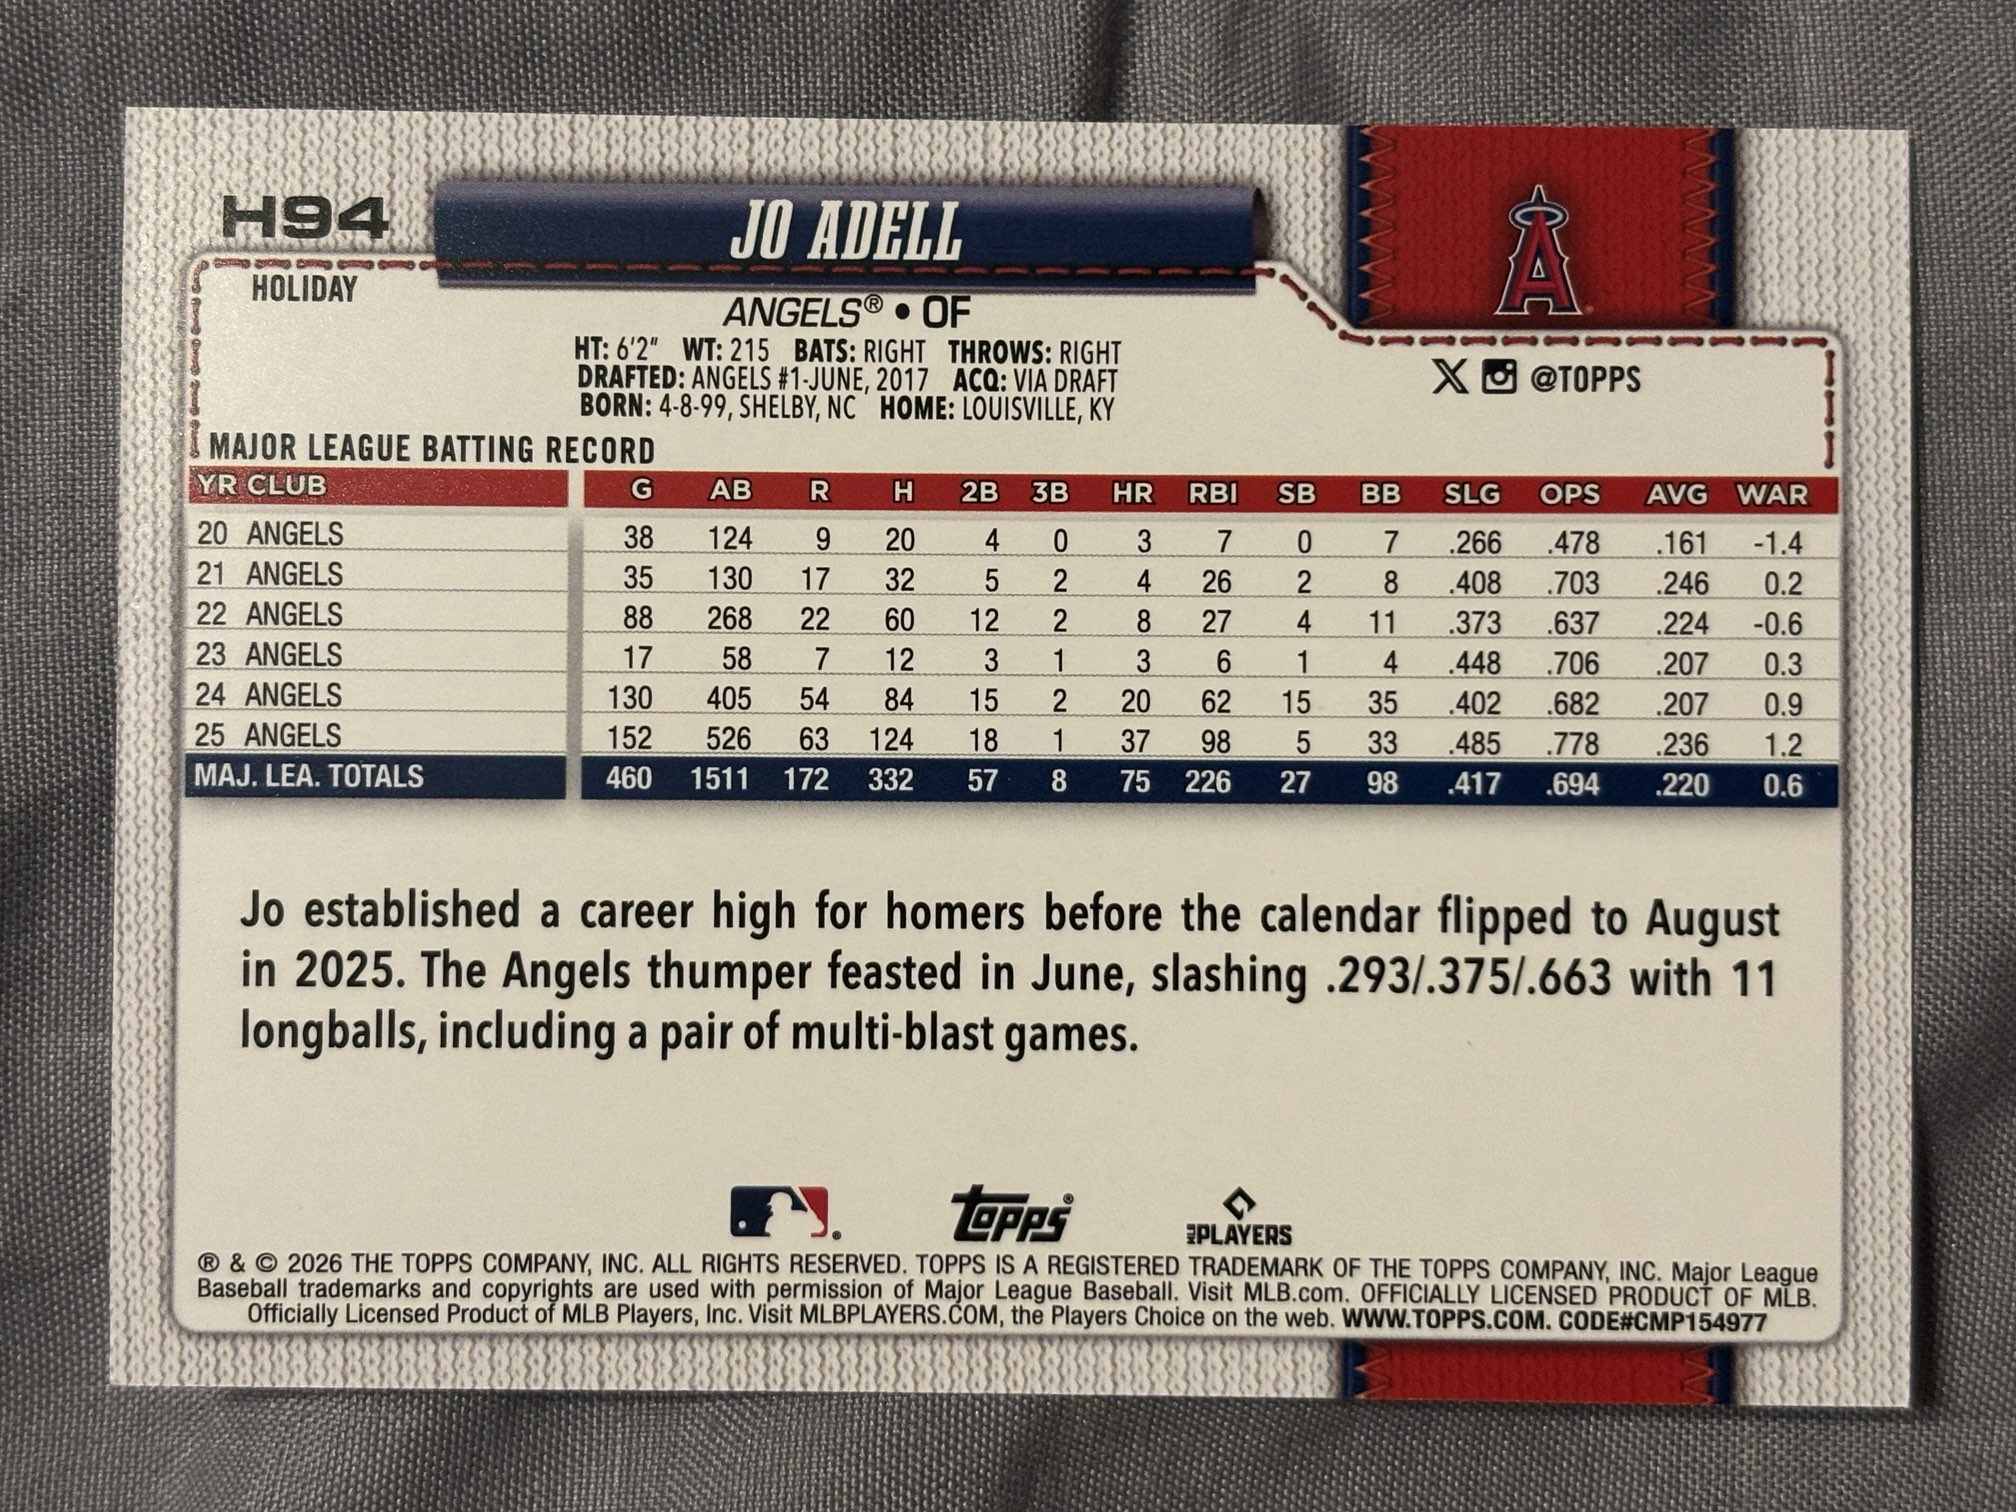 H94
JO ADELL
A
HOLIDAY
ANGELS® • OF
HT: 6'2" WT: 215 BATS: RIGHT THROWS: RIGHT
DRAFTED: ANGELS #1-JUNE, 2017 ACQ: VIA DRAFT
BORN: 4-8-99, SHELBY, NC HOME: LOUISVILLE, KY
X @TOPPS
MAJOR LEAGUE BATTING RECORD
YR CLUB G AB R H 2B 3B HR RBI SB BB SLG OPS AVG WAR
20 ANGELS 38 124 9 20 4 0 3 7 0 7 .266 .478 .161 -1.4
21 ANGELS 35 130 17 32 5 2 4 26 2 8 .408 .703 .246 0.2
22 ANGELS 88 268 22 60 12 2 8 27 4 11 .373 .637 .224 -0.6
23 ANGELS 17 58 7 12 3 1 3 6 1 4 .448 .706 .207 0.3
24 ANGELS 130 405 54 84 15 2 20 62 15 35 .402 .682 .207 0.9
25 ANGELS 152 526 63 124 18 1 37 98 5 33 .485 .778 .236 1.2
MAJ. LEA. TOTALS 460 1511 172 332 57 8 75 226 27 98 .417 .694 .220 0.6
Jo established a career high for homers before the calendar flipped to August
in 2025. The Angels thumper feasted in June, slashing .293/.375/.663 with 11
longballs, including a pair of multi-blast games.
topps® MLB PLAYERS
® & © 2026 THE TOPPS COMPANY, INC. ALL RIGHTS RESERVED. TOPPS IS A REGISTERED TRADEMARK OF THE TOPPS COMPANY, INC. Major League
Baseball trademarks and copyrights are used with permission of Major League Baseball. Visit MLB.com. OFFICIALLY LICENSED PRODUCT OF MLB.
Officially Licensed Product of MLB Players, Inc. Visit MLBPLAYERS.COM, the Players Choice on the web. WWW.TOPPS.COM. CODE#CMP154977